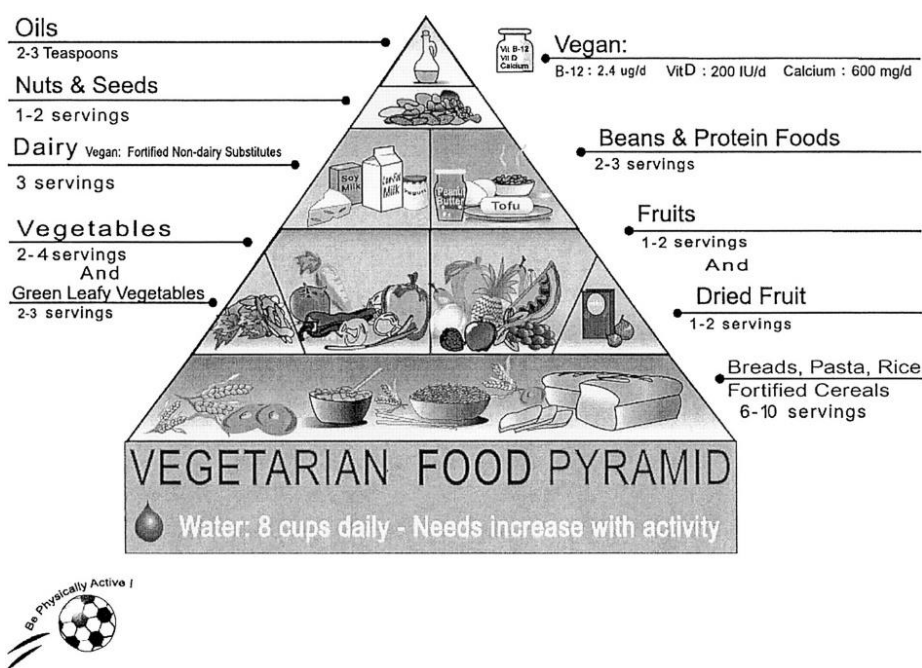 Oils
2-3 Teaspoons
Nuts & Seeds
1-2 servings
Dairy Vegan: Fortified Non-dairy Substitutes
3 servings
Vegetables
2-4 servings
And
Green Leafy Vegetables
2-3 servings
Vit B-12
Vit D
Calcium
Vegan:
B-12 : 2.4 ug/d Vit D : 200 IU/d Calcium : 600 mg/d
Beans & Protein Foods
2-3 servings
Fruits
1-2 servings
And
Dried Fruit
1-2 servings
Breads, Pasta, Rice
Fortified Cereals
6-10 servings
Soy
Milk
Low Fat
Milk
Peanut
Butter
Tofu
VEGETARIAN FOOD PYRAMID
Water: 8 cups daily - Needs increase with activity
Be Physically Active !